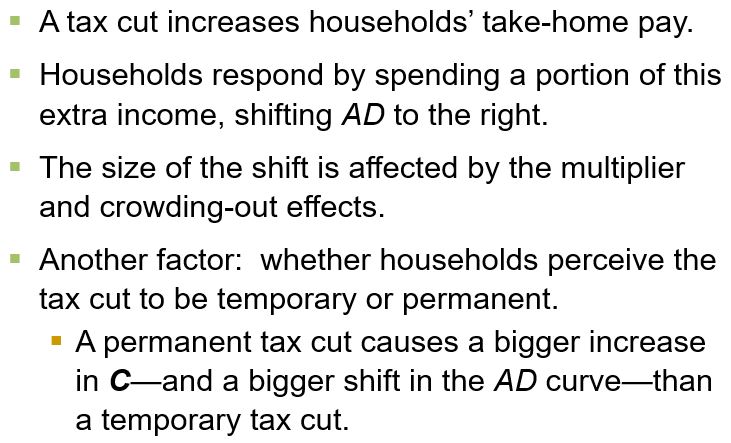 ▪ A tax cut increases households’ take-home pay.
▪ Households respond by spending a portion of this
extra income, shifting AD to the right.
▪ The size of the shift is affected by the multiplier
and crowding-out effects.
▪ Another factor:  whether households perceive the
tax cut to be temporary or permanent.
▪ A permanent tax cut causes a bigger increase
in C—and a bigger shift in the AD curve—than
a temporary tax cut.